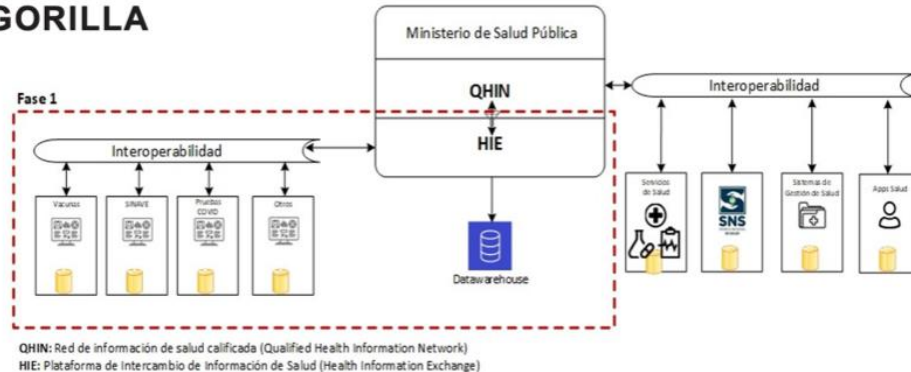 GORILLA
Ministerio de Salud Pública
QHIN
HIE
Interoperabilidad
Fase 1
Interoperabilidad
Vacunas
SINAVE
Pruebas
COVID
Otros
Datawarehouse
Servicios
de Salud
SNS
Sistemas de
Gestión de Salud
Apps Salud
QHIN: Red de información de salud calificada (Qualified Health Information Network)
HIE: Plataforma de Intercambio de Información de Salud (Health Information Exchange)